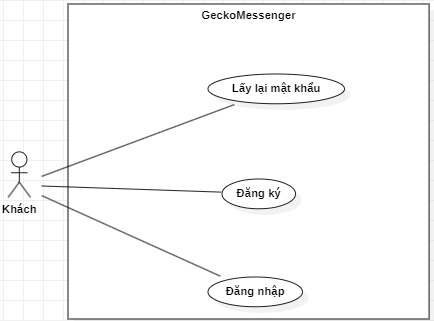 GeckoMessenger
Lấy lại mật khẩu
Đăng ký
Khách
Đăng nhập